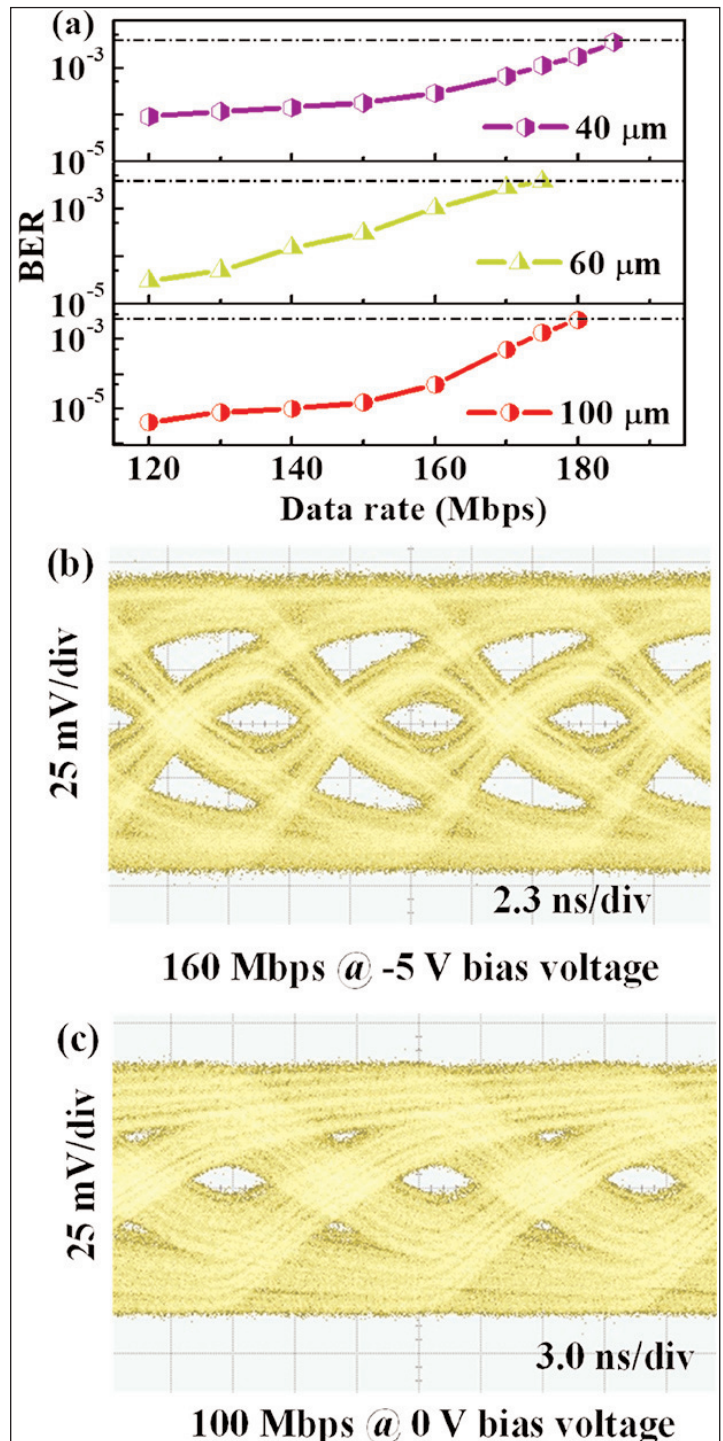 (a)
BER
10⁻³
10⁻⁵
40 µm
10⁻³
10⁻⁵
60 µm
10⁻³
10⁻⁵
100 µm
120 140 160 180
Data rate (Mbps)
(b)
25 mV/div
2.3 ns/div
160 Mbps @ -5 V bias voltage
(c)
25 mV/div
3.0 ns/div
100 Mbps @ 0 V bias voltage